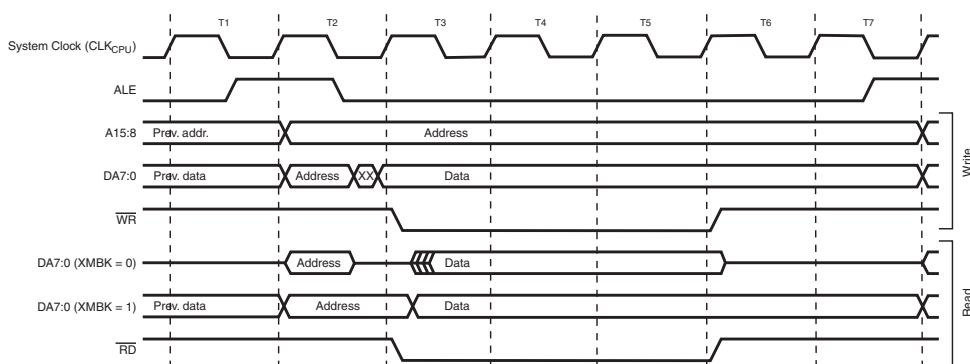 T1 T2 T3 T4 T5 T6 T7
System Clock (CLKCPU)
ALE
A15:8 Prev. addr. Address
DA7:0 Prev. data Address XX Data
WR
Write
DA7:0 (XMBK = 0) Address Data
DA7:0 (XMBK = 1) Prev. data Address Data
RD
Read